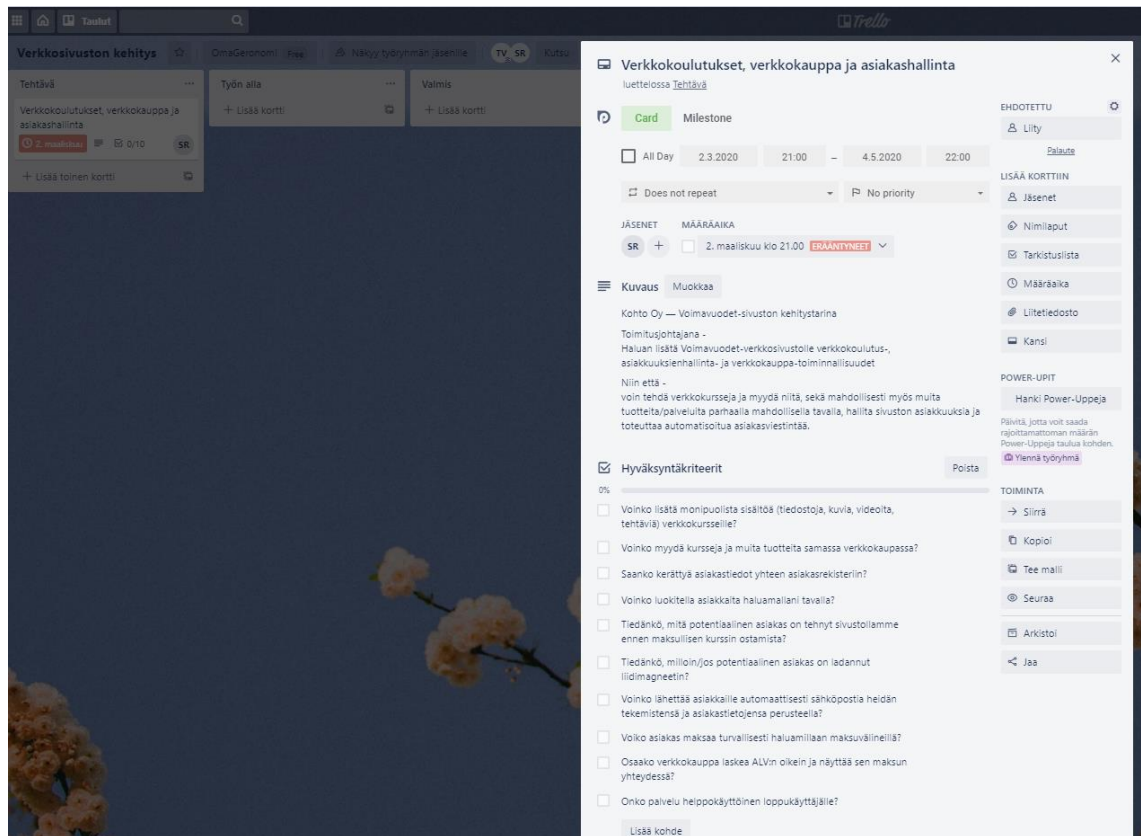 Taulut
Trello
Verkkosivuston kehitys
OmaGeronomi Free
Näkyy työryhmän jäsenille
TV SR
Kutsu
Tehtävä
Verkkokoulutukset, verkkokauppa ja
asiakashallinta
2. maaliskuu
0/10
SR
+ Lisää toinen kortti
Työn alla
+ Lisää kortti
Valmis
+ Lisää kortti
Verkkokoulutukset, verkkokauppa ja asiakashallinta
luettelossa Tehtävä
Card
Milestone
All Day
2.3.2020
21:00
–
4.5.2020
22:00
Does not repeat
No priority
JÄSENET
MÄÄRÄAIKA
SR
+
2. maaliskuu klo 21.00 ERÄÄNTYNEET
Kuvaus
Muokkaa
Kohto Oy — Voimavuodet-sivuston kehitystarina
Toimitusjohtajana -
Haluan lisätä Voimavuodet-verkkosivustolle verkkokoulutus-,
asiakkuuksienhallinta- ja verkkokauppa-toiminnallisuudet
Niin että -
voin tehdä verkkokursseja ja myydä niitä, sekä mahdollisesti myös muita
tuotteita/palveluita parhaalla mahdollisella tavalla, hallita sivuston asiakkuuksia ja
toteuttaa automatisoitua asiakasviestintää.
Hyväksyntäkriteerit
Poista
0%
Voinko lisätä monipuolista sisältöä (tiedostoja, kuvia, videoita,
tehtäviä) verkkokursseille?
Voinko myydä kursseja ja muita tuotteita samassa verkkokaupassa?
Saanko kerättyä asiakastiedot yhteen asiakasrekisteriin?
Voinko luokitella asiakkaita haluamallani tavalla?
Tiedänkö, mitä potentiaalinen asiakas on tehnyt sivustollamme
ennen maksullisen kurssin ostamista?
Tiedänkö, milloin/jos potentiaalinen asiakas on ladannut
liidimagneetin?
Voinko lähettää asiakkaille automaattisesti sähköpostia heidän
tekemistensä ja asiakastietojensa perusteella?
Voiko asiakas maksaa turvallisesti haluamillaan maksuvälineillä?
Osaako verkkokauppa laskea ALV:n oikein ja näyttää sen maksun
yhteydessä?
Onko palvelu helppokäyttöinen loppukäyttäjälle?
Lisää kohde
EHDOTETTU
Liity
Palaute
LISÄÄ KORTTIIN
Jäsenet
Nimilaput
Tarkistuslista
Määräaika
Liitetiedosto
Kansi
POWER-UPIT
Hanki Power-Uppeja
Päivitä, jotta voit saada
rajoittamattoman määrän
Power-Uppeja taulua kohden.
Ylennä työryhmä
TOIMINTA
Siirrä
Kopioi
Tee malli
Seuraa
Arkistoi
Jaa